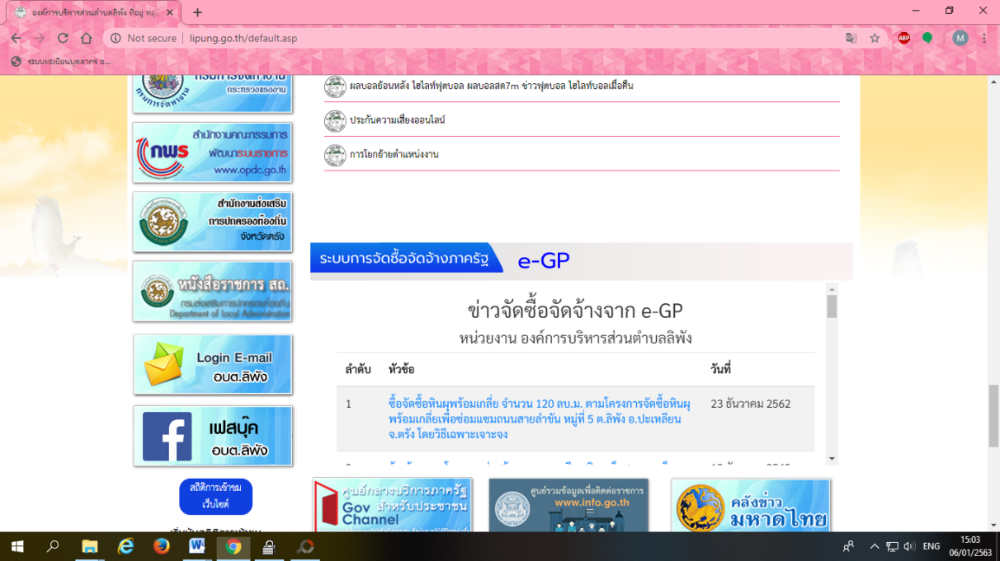 องค์การบริหารส่วนตำบลลิพัง ที่อยู่ หมู่
Not secure | lipung.go.th/default.asp
ABP
M
ระบบทะเบียนบุคลากร อ...
กรมการจัดหางาน
กระทรวงแรงงาน
กรมการจัดหางาน
สำนักงานคณะกรรมการ
กพร
พัฒนาระบบราชการ
www.opdc.go.th
สำนักงานส่งเสริม
การปกครองท้องถิ่น
จังหวัดตรัง
หนังสือราชการ สถ.
กรมส่งเสริมการปกครองท้องถิ่น
Department of Local Administration
Login E-mail
อบต.ลิพัง
เฟสบุ๊ค
อบต.ลิพัง
สถิติการเข้าชม
เว็บไซต์
ผลบอลย้อนหลัง ไฮไลท์ฟุตบอล ผลบอลสด7m ข่าวฟุตบอล ไฮไลท์บอลเมื่อคืน
ประกันความเสี่ยงออนไลน์
การโยกย้ายตำแหน่งงาน
ระบบการจัดซื้อจัดจ้างภาครัฐ e-GP
ข่าวจัดซื้อจัดจ้างจาก e-GP
หน่วยงาน องค์การบริหารส่วนตำบลลิพัง
ลำดับ หัวข้อ วันที่
1 ซื้อจัดซื้อหินผุพร้อมเกลี่ย จำนวน 120 ลบ.ม. ตามโครงการจัดซื้อหินผุ 23 ธันวาคม 2562
พร้อมเกลี่ยเพื่อซ่อมแซมถนนสายลำขัน หมู่ที่ 5 ต.ลิพัง อ.ปะเหลียน
จ.ตรัง โดยวิธีเฉพาะเจาะจง
ศูนย์กลางบริการภาครัฐ
Gov สำหรับประชาชน
Channel
ศูนย์รวมข้อมูลเพื่อติดต่อราชการ
www.info.go.th
คลังข่าว
มหาดไทย
ENG
15:03
06/01/2563